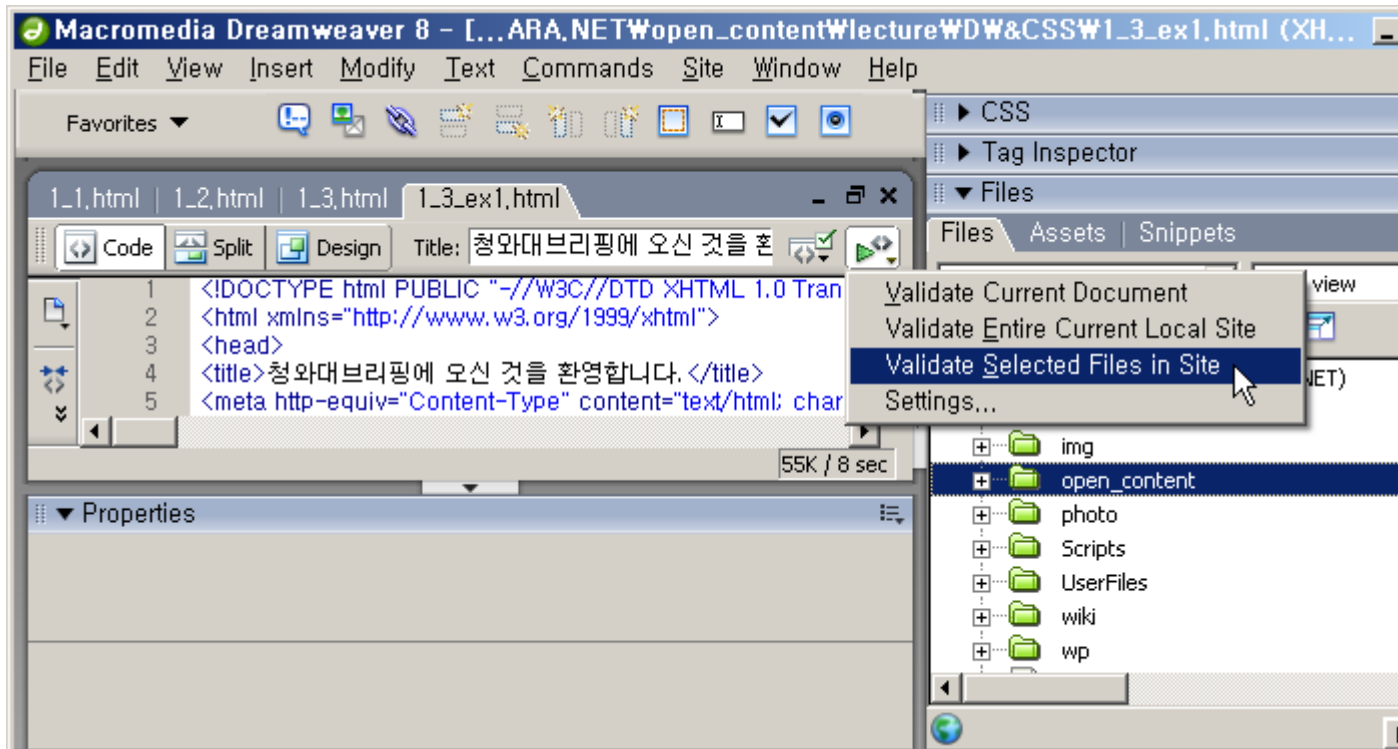 Macromedia Dreamweaver 8 - [...ARA.NET₩open_content₩lecture₩DW&CSS₩1_3_ex1.html (XH...
File Edit View Insert Modify Text Commands Site Window Help
Favorites
CSS
Tag Inspector
Files
1_1.html | 1_2.html | 1_3.html 1_3_ex1.html
Code Split Design Title: 청와대브리핑에 오신 것을 환
Files Assets | Snippets
view
1 <!DOCTYPE html PUBLIC "-//W3C//DTD XHTML 1.0 Tran
2 <html xmlns="http://www.w3.org/1999/xhtml">
3 <head>
4 <title>청와대브리핑에 오신 것을 환영합니다.</title>
5 <meta http-equiv="Content-Type" content="text/html; char
Validate Current Document
Validate Entire Current Local Site
Validate Selected Files in Site
Settings...
NET)
55K / 8 sec
Properties
img
open_content
photo
Scripts
UserFiles
wiki
wp